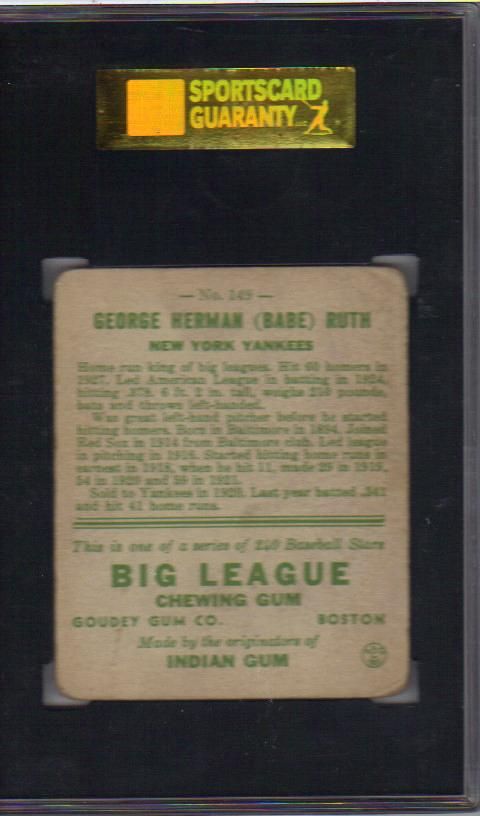 SPORTSCARD
GUARANTY
— No. 149 —
GEORGE HERMAN (BABE) RUTH
NEW YORK YANKEES
Home run king of big leagues. Hit 60 homers in
1927. Led American League in batting in 1924,
hitting .378. 6 ft. 2 in. tall, weighs 210 pounds,
bats and throws left-handed.
Was great left-hand pitcher before he started
hitting homers. Born in Baltimore in 1894. Joined
Red Sox in 1914 from Baltimore club. Led league
in pitching in 1916. Started hitting home runs in
earnest in 1918, when he hit 11, made 29 in 1919,
54 in 1920 and 59 in 1921.
Sold to Yankees in 1920. Last year batted .341
and hit 41 home runs.
This is one of a series of 240 Baseball Stars
BIG LEAGUE
CHEWING GUM
GOUDEY GUM CO. BOSTON
Made by the originators of
INDIAN GUM